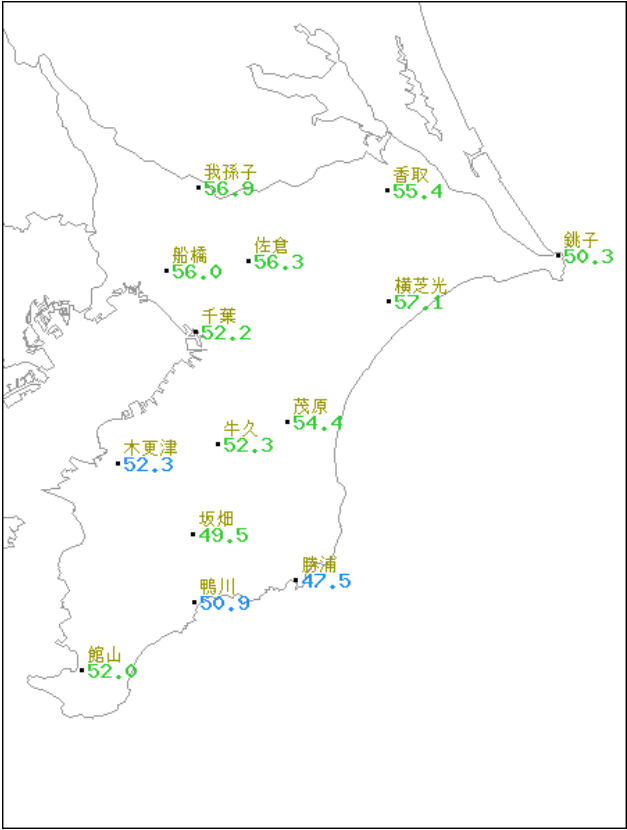 我孫子
56.9
香取
55.4
銚子
50.3
船橋
56.0
佐倉
56.3
横芝光
57.1
千葉
52.2
茂原
54.4
牛久
52.3
木更津
52.3
坂畑
49.5
勝浦
47.5
鴨川
50.9
館山
52.0